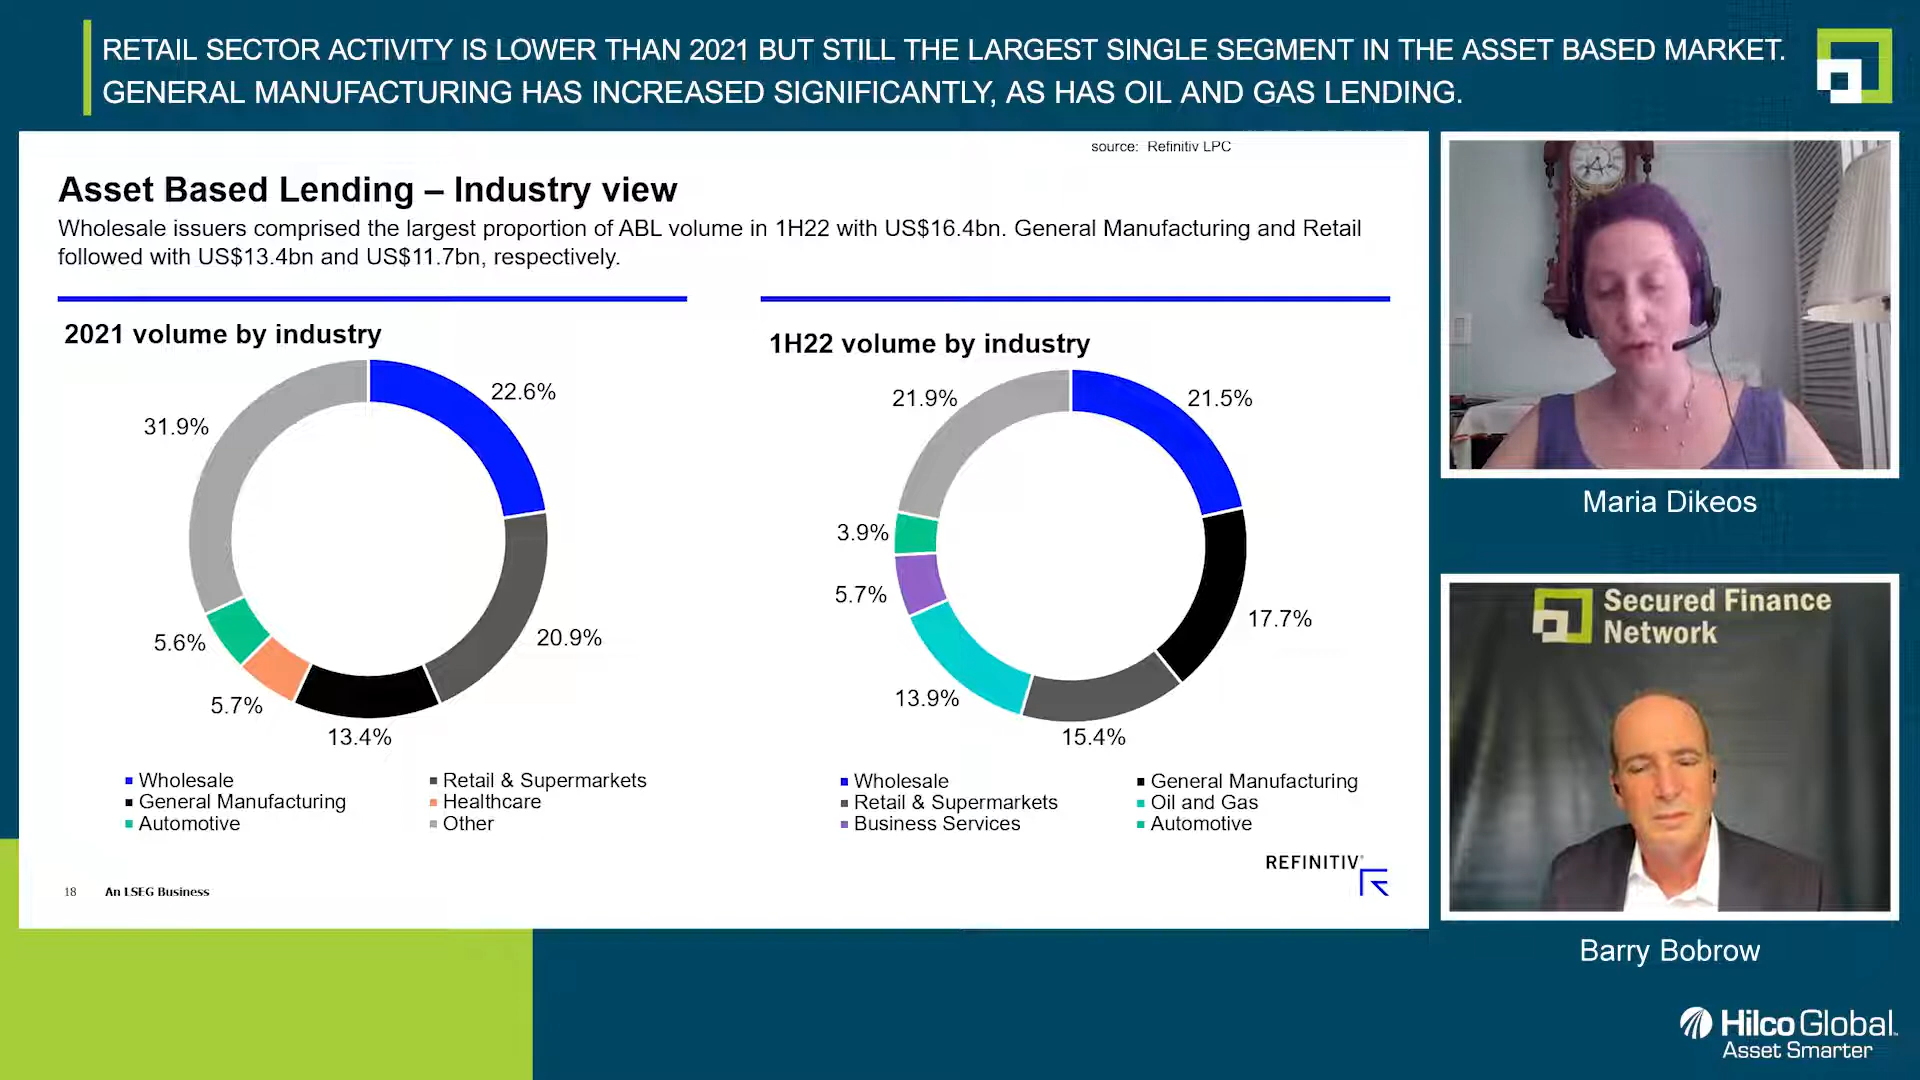 RETAIL SECTOR ACTIVITY IS LOWER THAN 2021 BUT STILL THE LARGEST SINGLE SEGMENT IN THE ASSET BASED MARKET.
GENERAL MANUFACTURING HAS INCREASED SIGNIFICANTLY, AS HAS OIL AND GAS LENDING.
source: Refinitiv LPC
Asset Based Lending – Industry view
Wholesale issuers comprised the largest proportion of ABL volume in 1H22 with US$16.4bn. General Manufacturing and Retail
followed with US$13.4bn and US$11.7bn, respectively.
2021 volume by industry
22.6%
31.9%
20.9%
5.6%
5.7%
13.4%
Wholesale
Retail & Supermarkets
General Manufacturing
Healthcare
Automotive
Other
1H22 volume by industry
21.9%
21.5%
3.9%
5.7%
17.7%
13.9%
15.4%
Wholesale
General Manufacturing
Retail & Supermarkets
Oil and Gas
Business Services
Automotive
REFINITIV
18 An LSEG Business
Maria Dikeos
Secured Finance
Network
Barry Bobrow
Hilco Global
Asset Smarter